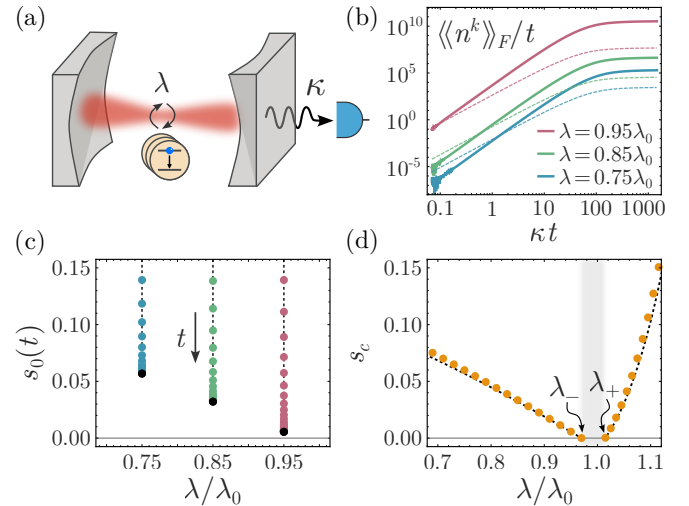 (a)
λ
κ
(b)
⟨⟨n^k⟩⟩_F/t
10^10
10^5
10^0
10^-5
λ = 0.95λ_0
λ = 0.85λ_0
λ = 0.75λ_0
0.1 1 10 100 1000
κt
(c)
s_0(t)
0.15
0.10
0.05
0.00
t
0.75 0.85 0.95
λ/λ_0
(d)
s_c
0.15
0.10
0.05
0.00
λ_- λ_+
0.7 0.8 0.9 1.0 1.1
λ/λ_0